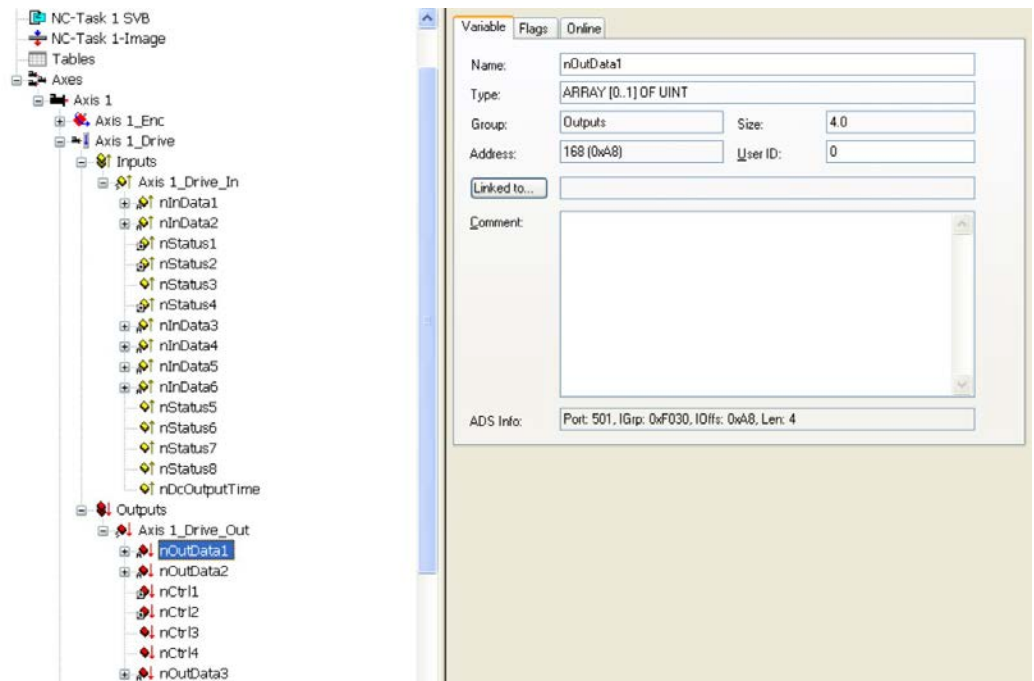 NC-Task 1 SVB
NC-Task 1-Image
Tables
Axes
Axis 1
Axis 1_Enc
Axis 1_Drive
Inputs
Axis 1_Drive_In
nInData1
nInData2
nStatus1
nStatus2
nStatus3
nStatus4
nInData3
nInData4
nInData5
nInData6
nStatus5
nStatus6
nStatus7
nStatus8
nDcOutputTime
Outputs
Axis 1_Drive_Out
nOutData1
nOutData2
nCtrl1
nCtrl2
nCtrl3
nCtrl4
nOutData3
Variable Flags Online
Name: nOutData1
Type: ARRAY [0..1] OF UINT
Group: Outputs Size: 4.0
Address: 168 (0xA8) User ID: 0
Linked to...
Comment:
ADS Info: Port: 501, IGrp: 0xF030, IOffs: 0xA8, Len: 4